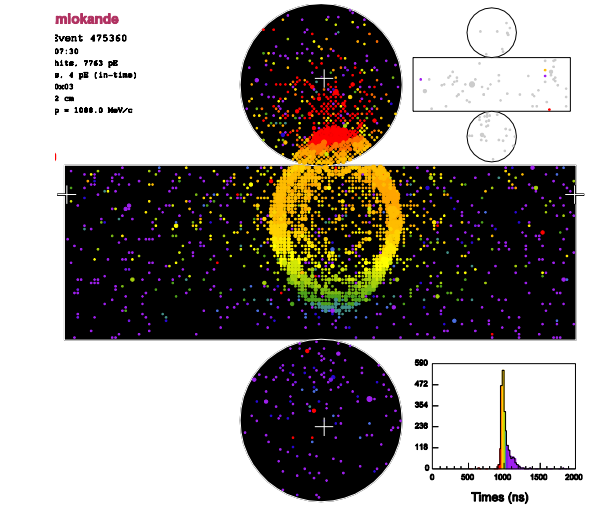 miokande
Event 475360
07:30
hits, 7763 pE
s, 4 pE (in-time)
0x03
2 cm
p = 1088.0 MeV/c
590
472
354
236
118
0
0
500
1000
1500
2000
Times (ns)